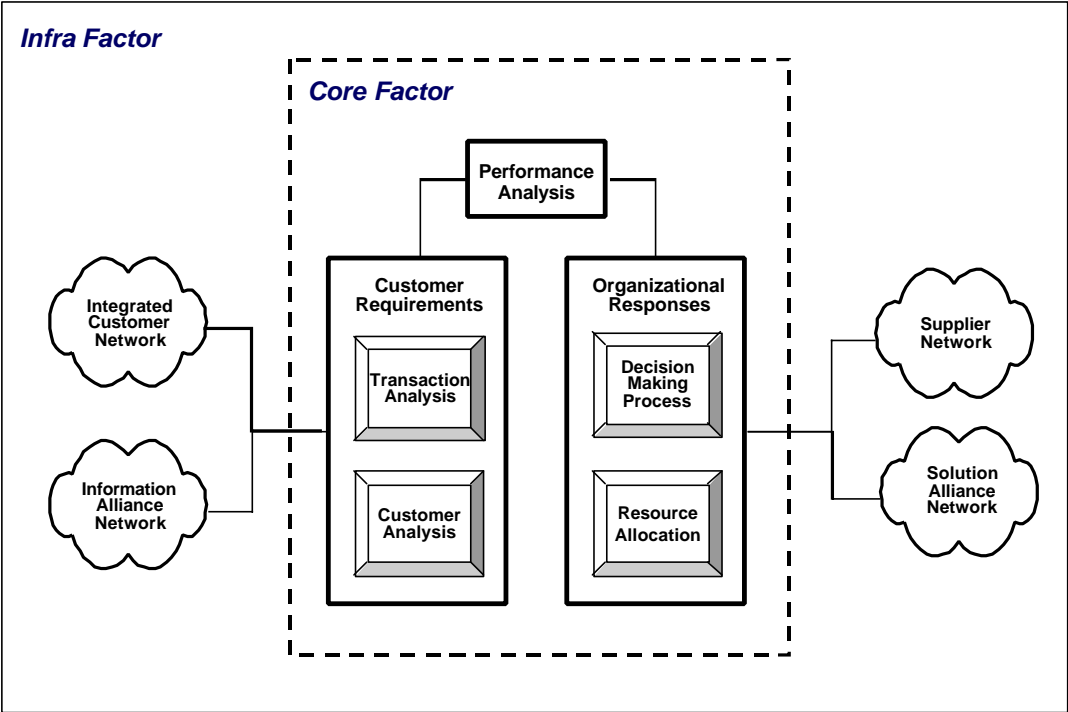 Infra Factor
Core Factor
Performance
Analysis
Customer
Requirements
Transaction
Analysis
Customer
Analysis
Organizational
Responses
Decision
Making
Process
Resource
Allocation
Integrated
Customer
Network
Information
Alliance
Network
Supplier
Network
Solution
Alliance
Network